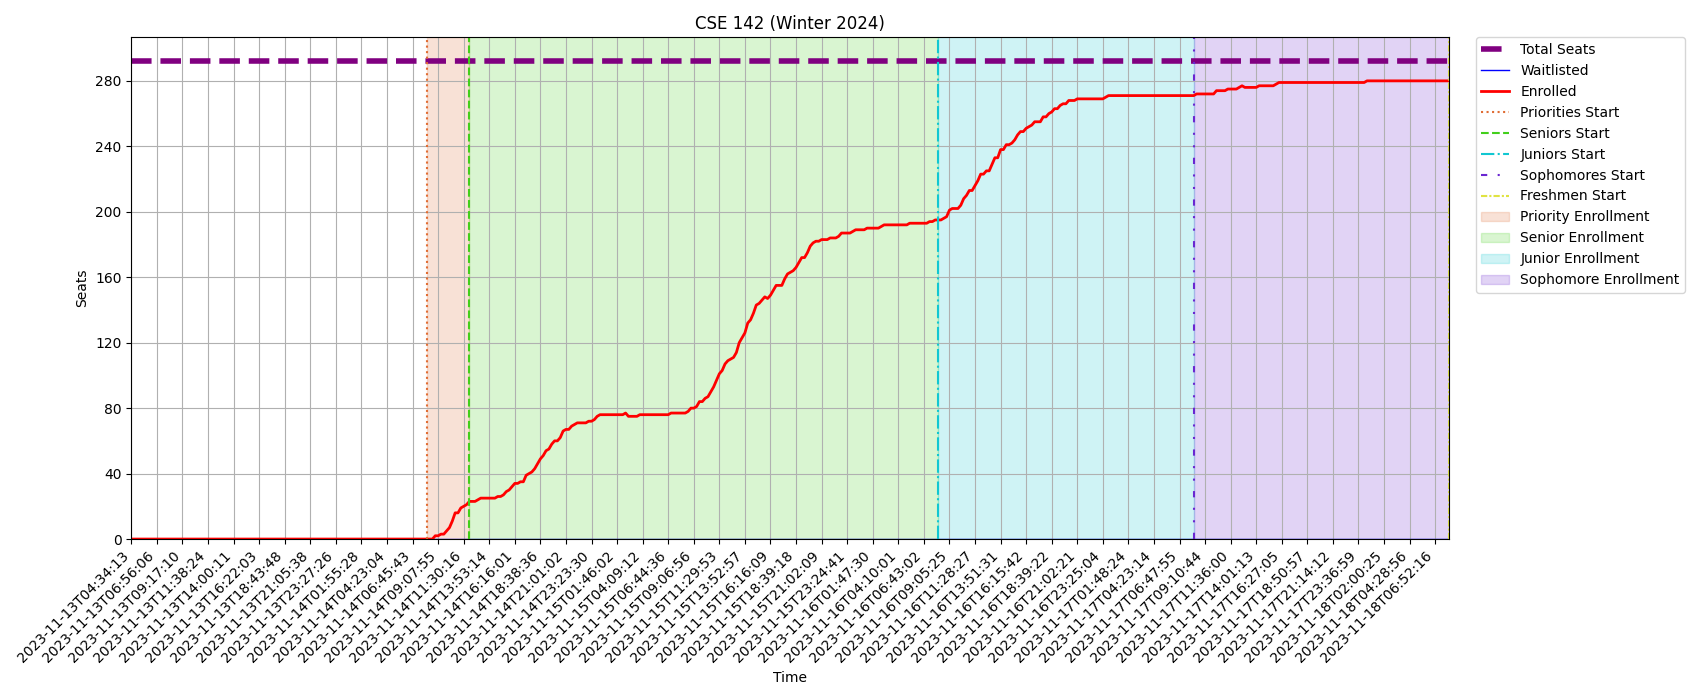 CSE 142 (Winter 2024)
Seats
280
240
200
160
120
80
40
0
2023-11-13T04:34:13
2023-11-13T06:56:06
2023-11-13T09:17:10
2023-11-13T11:38:24
2023-11-13T14:00:11
2023-11-13T16:22:03
2023-11-13T18:43:48
2023-11-13T21:05:38
2023-11-13T23:27:26
2023-11-14T01:55:28
2023-11-14T04:23:04
2023-11-14T06:45:43
2023-11-14T09:07:55
2023-11-14T11:30:16
2023-11-14T13:53:14
2023-11-14T16:16:01
2023-11-14T18:38:36
2023-11-14T21:01:02
2023-11-14T23:23:30
2023-11-15T01:46:02
2023-11-15T04:09:12
2023-11-15T06:44:36
2023-11-15T09:06:56
2023-11-15T11:29:53
2023-11-15T13:52:57
2023-11-15T16:16:09
2023-11-15T18:39:18
2023-11-15T21:02:09
2023-11-15T23:24:41
2023-11-16T01:47:30
2023-11-16T04:10:01
2023-11-16T06:43:02
2023-11-16T09:05:25
2023-11-16T11:28:27
2023-11-16T13:51:31
2023-11-16T16:15:42
2023-11-16T18:39:22
2023-11-16T21:02:21
2023-11-16T23:25:04
2023-11-17T01:48:24
2023-11-17T04:23:14
2023-11-17T06:47:55
2023-11-17T09:10:44
2023-11-17T11:36:00
2023-11-17T14:01:13
2023-11-17T16:27:05
2023-11-17T18:50:57
2023-11-17T21:14:12
2023-11-17T23:36:59
2023-11-18T02:00:25
2023-11-18T04:28:56
2023-11-18T06:52:16
Time
Total Seats
Waitlisted
Enrolled
Priorities Start
Seniors Start
Juniors Start
Sophomores Start
Freshmen Start
Priority Enrollment
Senior Enrollment
Junior Enrollment
Sophomore Enrollment